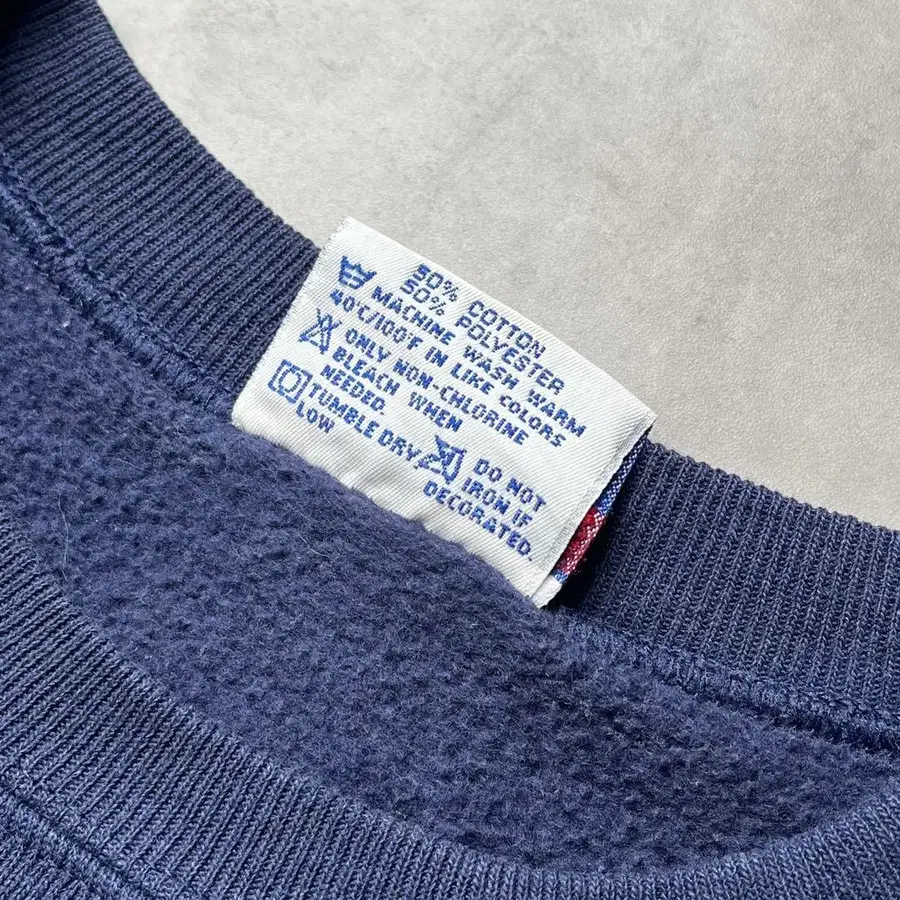 50% COTTON
50% POLYESTER
MACHINE WASH WARM
40°C/100°F IN LIKE COLORS
ONLY NON-CHLORINE
BLEACH WHEN
NEEDED.
TUMBLE DRY DO NOT
LOW IRON IF
DECORATED.